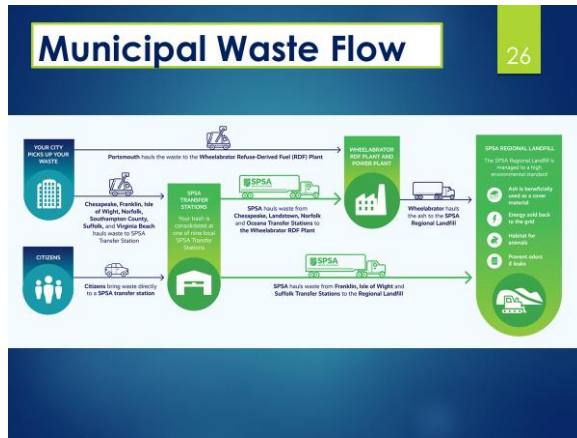 Municipal Waste Flow
26
YOUR CITY
PICKS UP YOUR
WASTE
Portsmouth hauls the waste to the Wheelabrator Refuse-Derived Fuel (RDF) Plant
Chesapeake, Franklin, Isle
of Wight, Norfolk,
Southampton County,
Suffolk, and Virginia Beach
hauls waste to SPSA
Transfer Station
CITIZENS
Citizens bring waste directly
to a SPSA transfer station
SPSA
TRANSFER
STATIONS
Your trash is
consolidated at
one of nine local
SPSA Transfer
Stations
SPSA
SPSA hauls waste from
Chesapeake, Landstown, Norfolk
and Oceana Transfer Stations to
the Wheelabrator RDF Plant
SPSA
SPSA hauls waste from Franklin, Isle of Wight and
Suffolk Transfer Stations to the Regional Landfill
WHEELABRATOR
RDF PLANT AND
POWER PLANT
Wheelabrator hauls
the ash to the SPSA
Regional Landfill
SPSA REGIONAL LANDFILL
The SPSA Regional Landfill is
managed to a high
environmental standard
Ash is beneficially
used as a cover
material
Energy sold back
to the grid
Habitat for
animals
Prevent odors
& leaks